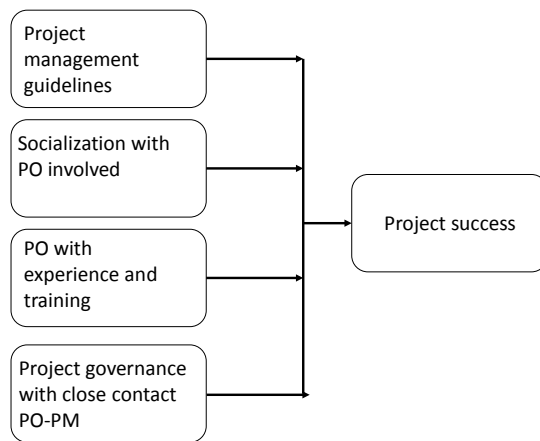 Project
management
guidelines
Socialization with
PO involved
PO with
experience and
training
Project governance
with close contact
PO-PM
Project success